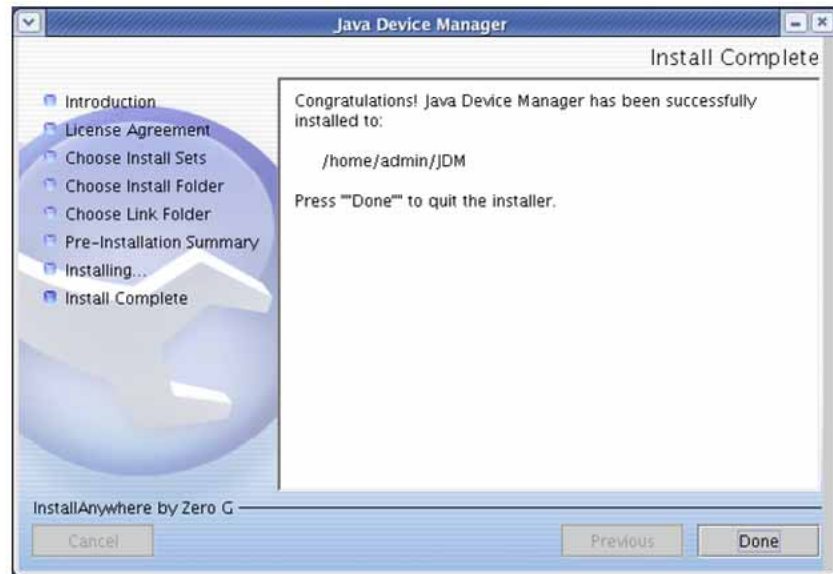 Java Device Manager
Install Complete
Introduction
License Agreement
Choose Install Sets
Choose Install Folder
Choose Link Folder
Pre-Installation Summary
Installing...
Install Complete
Congratulations! Java Device Manager has been successfully
installed to:
/home/admin/JDM
Press ""Done"" to quit the installer.
InstallAnywhere by Zero G
Cancel
Previous
Done